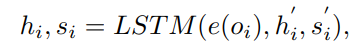 $h_i, s_i = LSTM(e(o_i), h_i^{'}, s_i^{'}),$